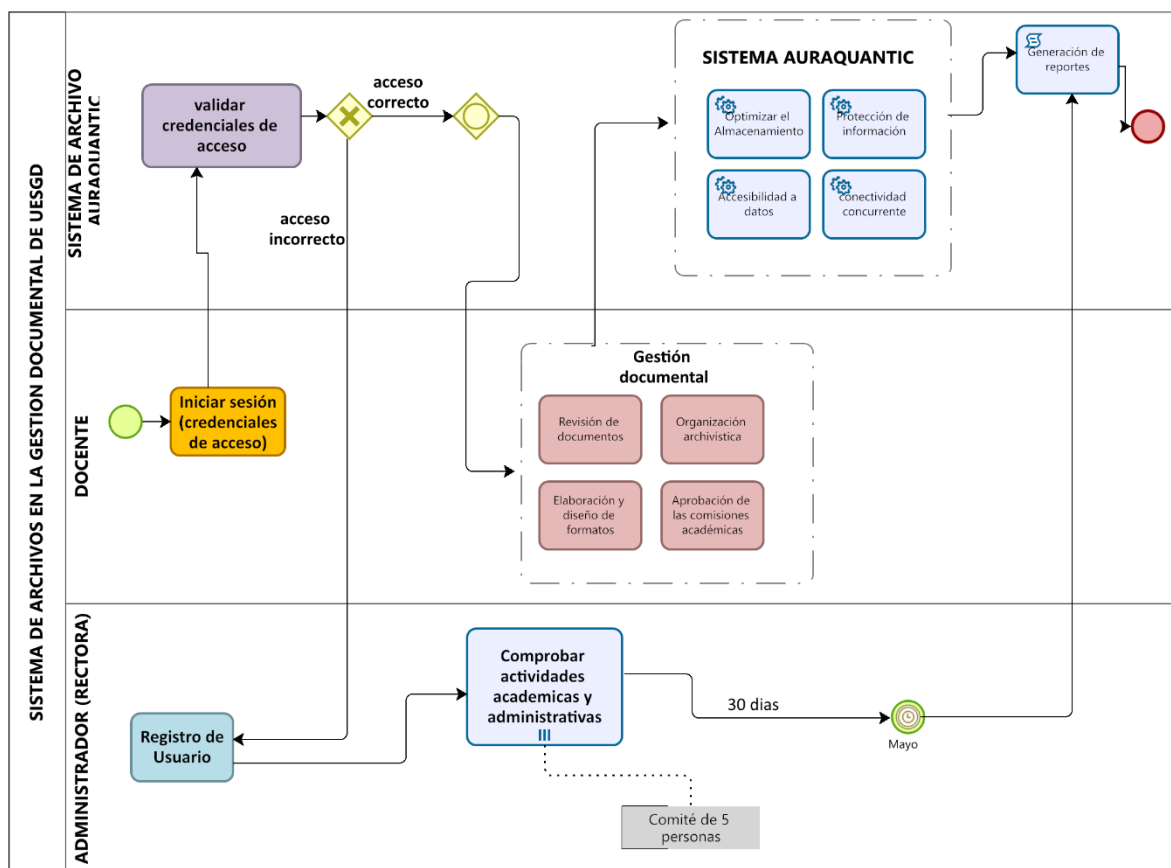 SISTEMA DE ARCHIVOS EN LA GESTION DOCUMENTAL DE UESGD
SISTEMA DE ARCHIVO
AURAQUANTIC
validar
credenciales de
acceso
acceso
correcto
acceso
incorrecto
SISTEMA AURAQUANTIC
Optimizar el
Almacenamiento
Protección de
información
Accesibilidad a
datos
conectividad
concurrente
Generación de
reportes
DOCENTE
Iniciar sesión
(credenciales
de acceso)
Gestión
documental
Revisión de
documentos
Organización
archivística
Elaboración y
diseño de
formatos
Aprobación de
las comisiones
académicas
ADMINISTRADOR (RECTORA)
Registro de
Usuario
Comprobar
actividades
academicas y
administrativas
30 dias
Mayo
Comité de 5
personas